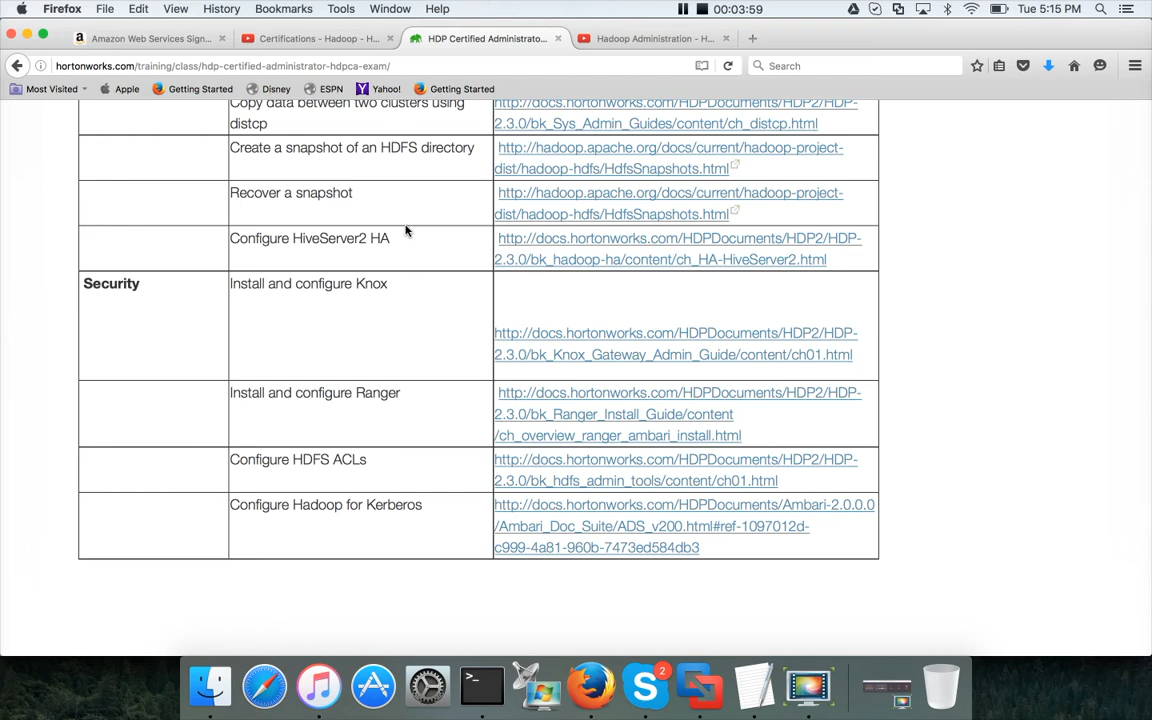 Firefox File Edit View History Bookmarks Tools Window Help 00:03:59 Tue 5:15 PM
Amazon Web Services Sign... × Certifications - Hadoop - H... × HDP Certified Administrato... × Hadoop Administration - H... × +
hortonworks.com/training/class/hdp-certified-administrator-hdpca-exam/ Search
Most Visited Apple Getting Started Disney ESPN Yahoo! Getting Started
Copy data between two clusters using
distcp
http://docs.hortonworks.com/HDPDocuments/HDP2/HDP-
2.3.0/bk_Sys_Admin_Guides/content/ch_distcp.html
Create a snapshot of an HDFS directory
http://hadoop.apache.org/docs/current/hadoop-project-
dist/hadoop-hdfs/HdfsSnapshots.html
Recover a snapshot
http://hadoop.apache.org/docs/current/hadoop-project-
dist/hadoop-hdfs/HdfsSnapshots.html
Configure HiveServer2 HA
http://docs.hortonworks.com/HDPDocuments/HDP2/HDP-
2.3.0/bk_hadoop-ha/content/ch_HA-HiveServer2.html
Security
Install and configure Knox
http://docs.hortonworks.com/HDPDocuments/HDP2/HDP-
2.3.0/bk_Knox_Gateway_Admin_Guide/content/ch01.html
Install and configure Ranger
http://docs.hortonworks.com/HDPDocuments/HDP2/HDP-
2.3.0/bk_Ranger_Install_Guide/content
/ch_overview_ranger_ambari_install.html
Configure HDFS ACLs
http://docs.hortonworks.com/HDPDocuments/HDP2/HDP-
2.3.0/bk_hdfs_admin_tools/content/ch01.html
Configure Hadoop for Kerberos
http://docs.hortonworks.com/HDPDocuments/Ambari-2.0.0.0
/Ambari_Doc_Suite/ADS_v200.html#ref-1097012d-
c999-4a81-960b-7473ed584db3
2